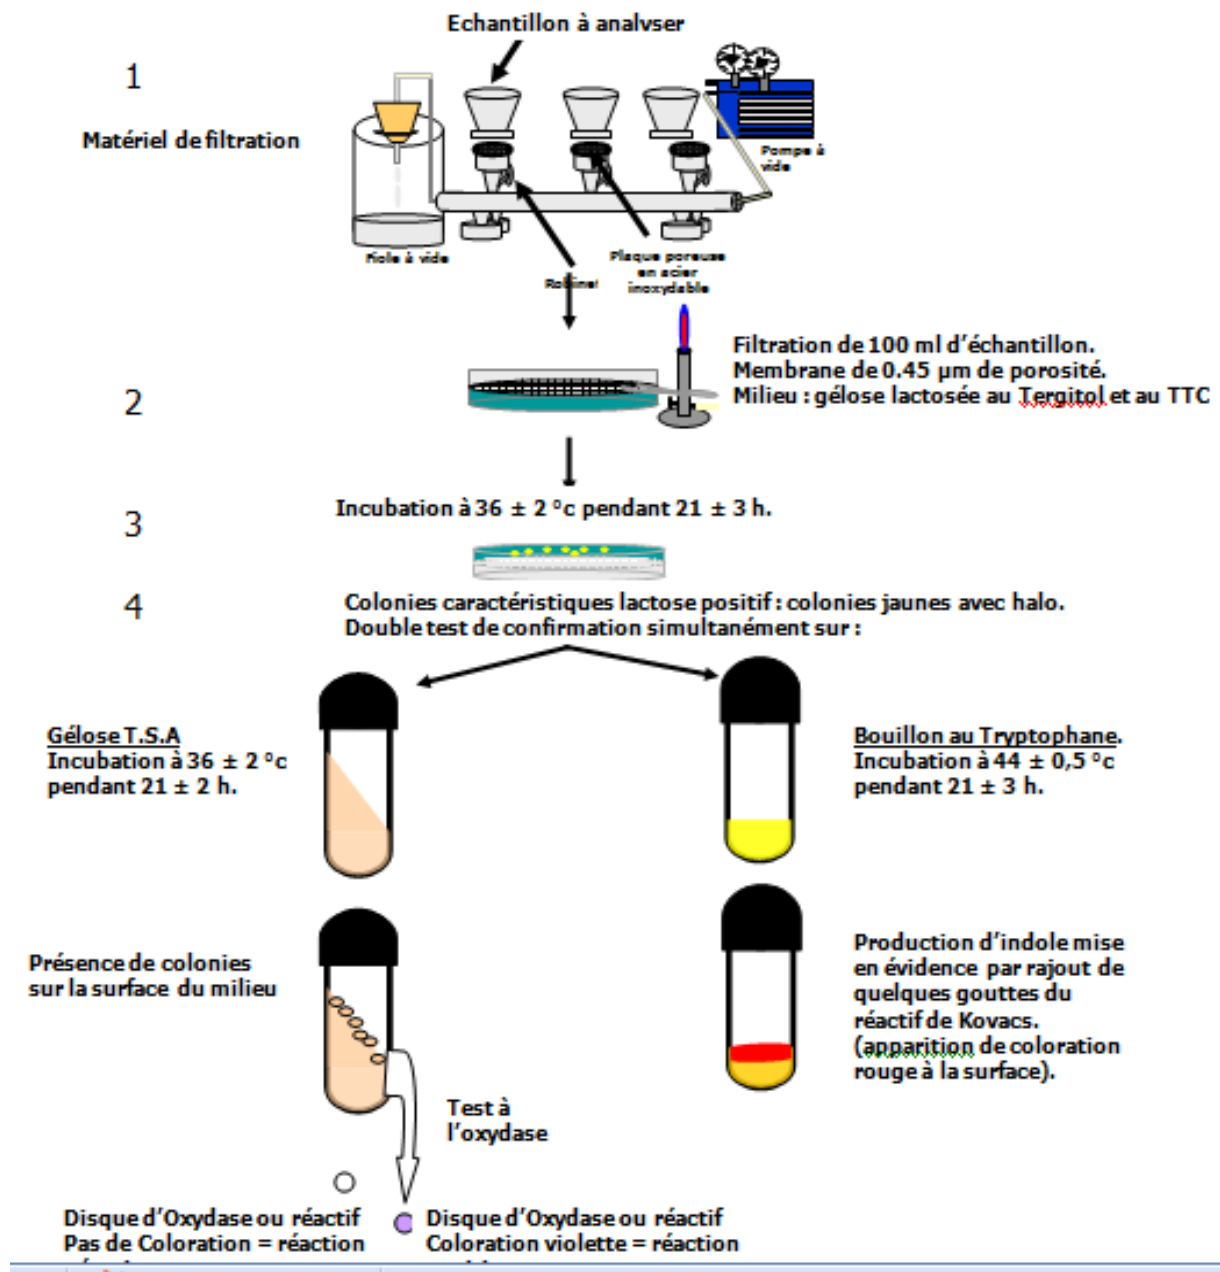 Echantillon à analyser
1
Matériel de filtration
Pompe à
vide
Fiole à vide
Robinet
Plaque poreuse
en acier
inoxydable
2
Filtration de 100 ml d'échantillon.
Membrane de 0.45 µm de porosité.
Milieu : gélose lactosée au Tergitol et au TTC
3
Incubation à 36 ± 2 °c pendant 21 ± 3 h.
4
Colonies caractéristiques lactose positif : colonies jaunes avec halo.
Double test de confirmation simultanément sur :
Gélose T.S.A
Incubation à 36 ± 2 °c
pendant 21 ± 2 h.
Bouillon au Tryptophane.
Incubation à 44 ± 0,5 °c
pendant 21 ± 3 h.
Présence de colonies
sur la surface du milieu
Production d'indole mise
en évidence par rajout de
quelques gouttes du
réactif de Kovacs.
(apparition de coloration
rouge à la surface).
Test à
l'oxydase
Disque d'Oxydase ou réactif
Pas de Coloration = réaction
Disque d'Oxydase ou réactif
Coloration violette = réaction